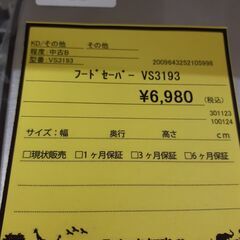 KD/その他 その他
程度:中古B
型番:VS3193 2009643252105998
フードセーバー VS3193
¥6,980(税込)
301123
100124
サイズ:幅 奥行 高さ cm
□現状販売 □1ヶ月保証 □3ヶ月保証 □6ヶ月保証